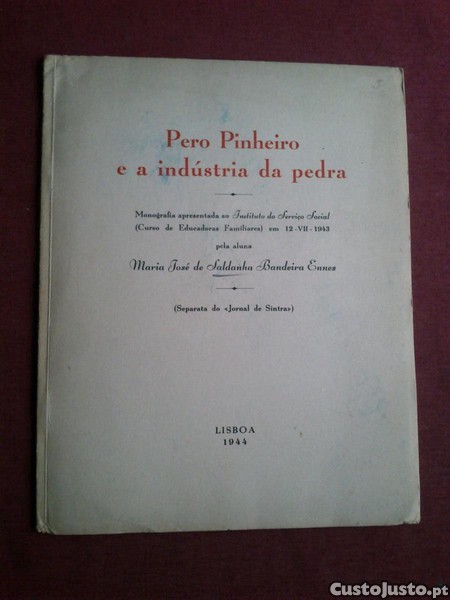 Pero Pinheiro
e a indústria da pedra
Monografia apresentada ao Instituto do Serviço Social
(Curso de Educadoras Familiares) em 12-VII-1943
pela aluna
Maria José de Saldanha Bandeira Ennes
(Separata do «Jornal de Sintra»)
LISBOA
1944
CustoJusto.pt